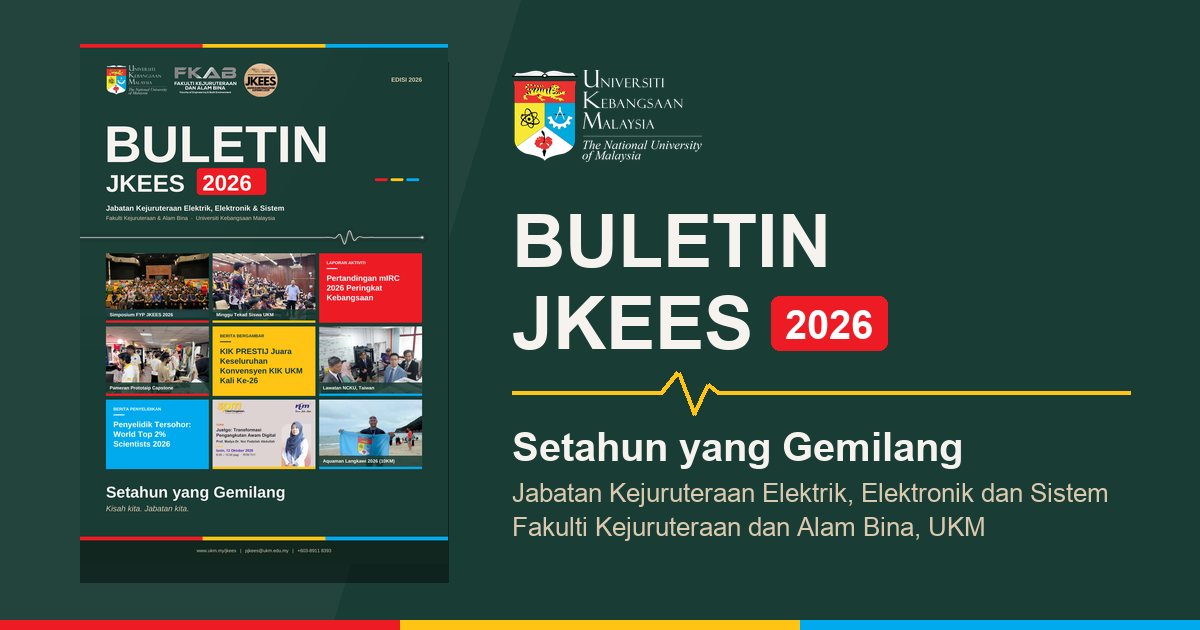 UNIVERSITI
KEBANGSAAN
MALAYSIA
The National University
of Malaysia
FKAB
FAKULTI KEJURUTERAAN
DAN ALAM BINA
JKEES
EDISI 2026
BULETIN
JKEES 2026
Jabatan Kejuruteraan Elektrik, Elektronik & Sistem
Fakulti Kejuruteraan & Alam Bina - Universiti Kebangsaan Malaysia
Simposium FYP JKEES 2026
Minggu Tekad Siswa UKM
LAPORAN AKTIVITI
Pertandingan mIRC
2026 Peringkat
Kebangsaan
Pameran Prototaip Capstone
BERITA BERGAMBAR
KIK PRESTIJ Juara
Keseluruhan
Konvensyen KIK UKM
Kali Ke-26
Lawatan NCKU, Taiwan
BERITA PENYELIDIKAN
Penyelidik Tersohor:
World Top 2%
Scientists 2026
Justgo: Transformasi
Pengangkutan Awam Digital
Aquaman Langkawi 2026 (10KM)
Setahun yang Gemilang
Kisah kita. Jabatan kita.
www.ukm.my/jkees | pjkees@ukm.edu.my | +603-8911 8393
UNIVERSITI
KEBANGSAAN
MALAYSIA
The National University
of Malaysia
BULETIN
JKEES 2026
Setahun yang Gemilang
Jabatan Kejuruteraan Elektrik, Elektronik dan Sistem
Fakulti Kejuruteraan dan Alam Bina, UKM